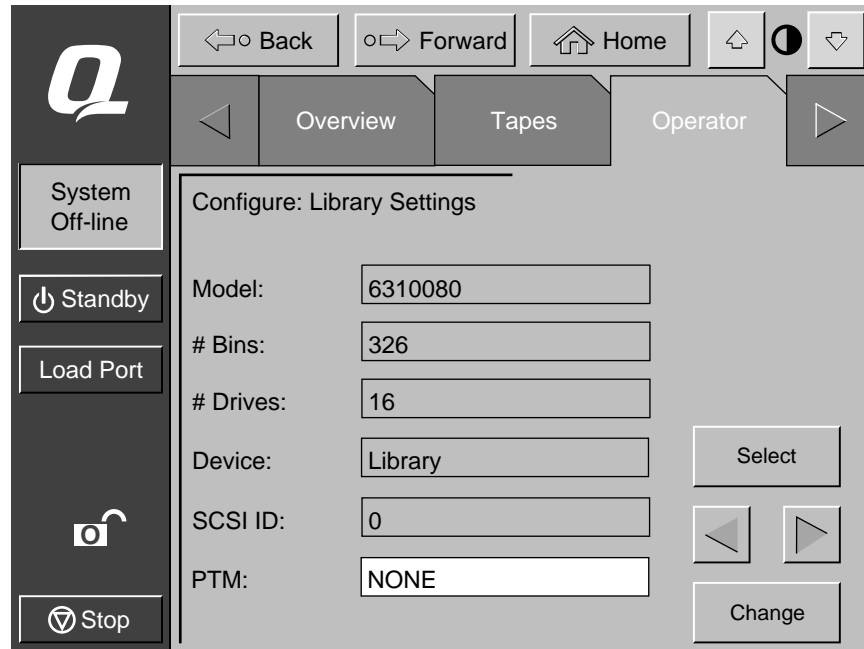 Q
Back
Forward
Home
Overview
Tapes
Operator
System
Off-line
Standby
Load Port
O
Stop
Configure: Library Settings
Model: 6310080
# Bins: 326
# Drives: 16
Device: Library
SCSI ID: 0
PTM: NONE
Select
Change